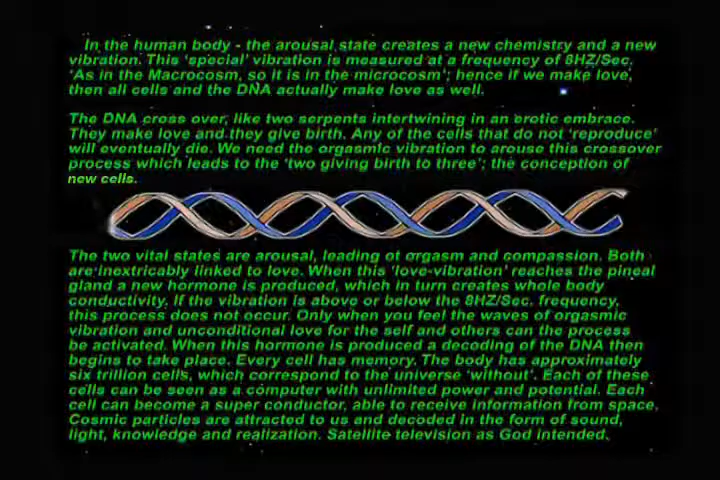 In the human body - the arousal state creates a new chemistry and a new
vibration. This 'special' vibration is measured at a frequency of 8HZ/Sec.
'As in the Macrocosm, so it is in the microcosm'; hence if we make love,
then all cells and the DNA actually make love as well.
The DNA cross over, like two serpents intertwining in an erotic embrace.
They make love and they give birth. Any of the cells that do not 'reproduce'
will eventually die. We need the orgasmic vibration to arouse this crossover
process which leads to the 'two giving birth to three'; the conception of
new cells.
The two vital states are arousal, leading of orgasm and compassion. Both
are inextricably linked to love. When this 'love-vibration' reaches the pineal
gland a new hormone is produced, which in turn creates whole body
conductivity. If the vibration is above or below the 8HZ/Sec. frequency,
this process does not occur. Only when you feel the waves of orgasmic
vibration and unconditional love for the self and others can the process
be activated. When this hormone is produced a decoding of the DNA then
begins to take place. Every cell has memory. The body has approximately
six trillion cells, which correspond to the universe 'without'. Each of these
cells can be seen as a computer with unlimited power and potential. Each
cell can become a super conductor, able to receive information from space.
Cosmic particles are attracted to us and decoded in the form of sound,
light, knowledge and realization. Satellite television as God intended.